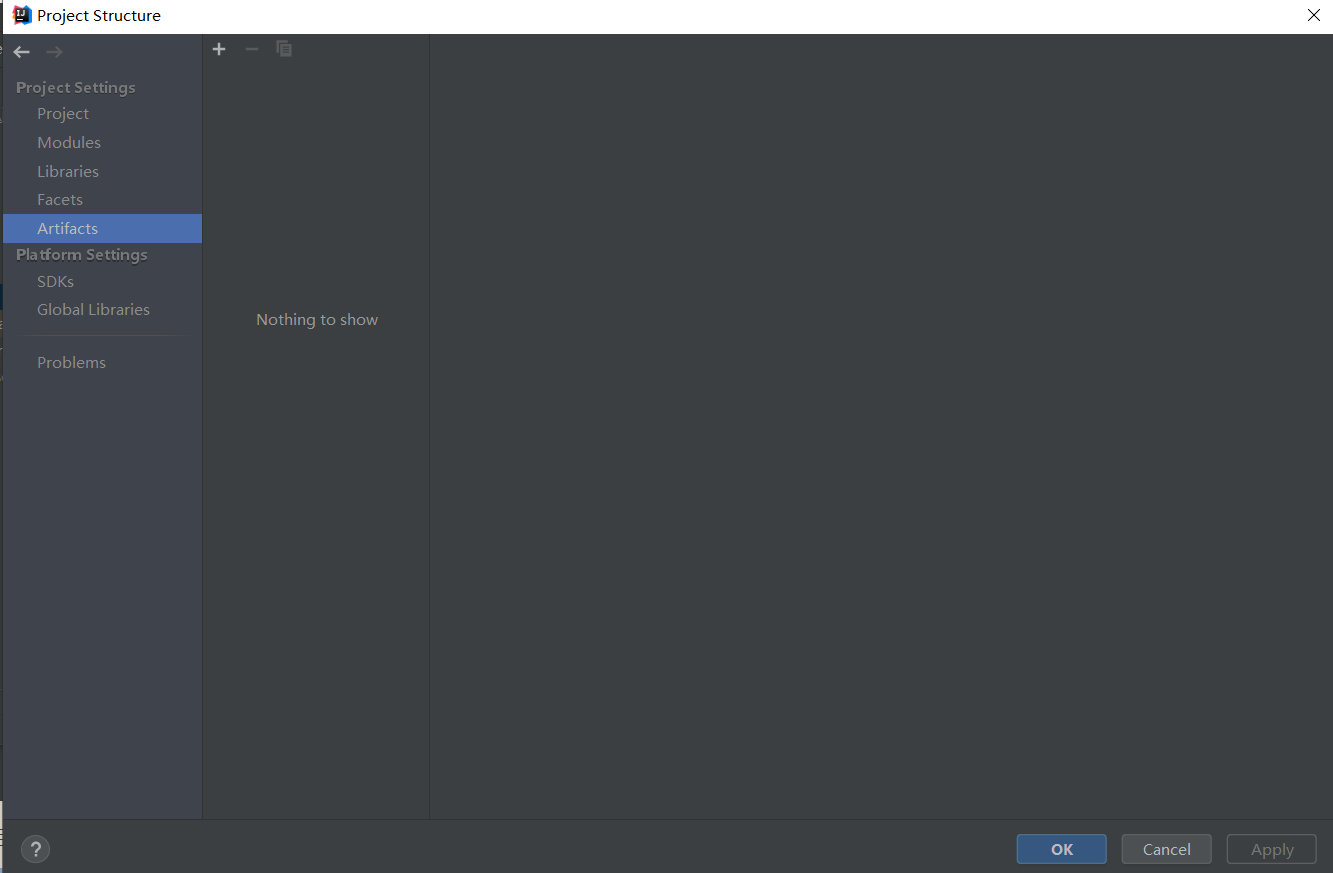 Project Structure
Project Settings
Project
Modules
Libraries
Facets
Artifacts
Platform Settings
SDKs
Global Libraries
Problems
Nothing to show
?
OK
Cancel
Apply